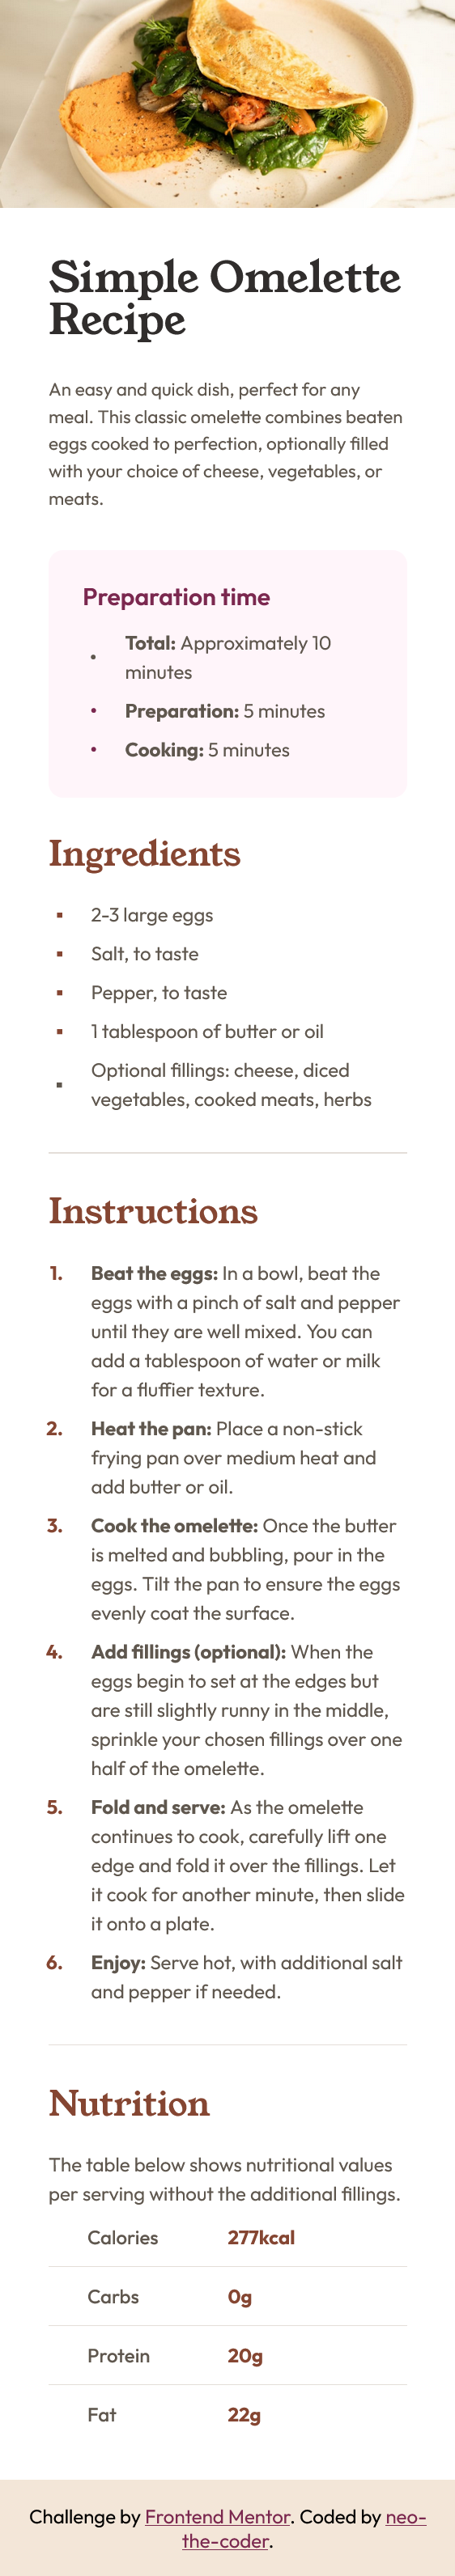 Simple Omelette
Recipe
An easy and quick dish, perfect for any
meal. This classic omelette combines beaten
eggs cooked to perfection, optionally filled
with your choice of cheese, vegetables, or
meats.
Preparation time
• Total: Approximately 10
minutes
• Preparation: 5 minutes
• Cooking: 5 minutes
Ingredients
▪ 2-3 large eggs
▪ Salt, to taste
▪ Pepper, to taste
▪ 1 tablespoon of butter or oil
▪ Optional fillings: cheese, diced
vegetables, cooked meats, herbs
Instructions
1. Beat the eggs: In a bowl, beat the
eggs with a pinch of salt and pepper
until they are well mixed. You can
add a tablespoon of water or milk
for a fluffier texture.
2. Heat the pan: Place a non-stick
frying pan over medium heat and
add butter or oil.
3. Cook the omelette: Once the butter
is melted and bubbling, pour in the
eggs. Tilt the pan to ensure the eggs
evenly coat the surface.
4. Add fillings (optional): When the
eggs begin to set at the edges but
are still slightly runny in the middle,
sprinkle your chosen fillings over one
half of the omelette.
5. Fold and serve: As the omelette
continues to cook, carefully lift one
edge and fold it over the fillings. Let
it cook for another minute, then slide
it onto a plate.
6. Enjoy: Serve hot, with additional salt
and pepper if needed.
Nutrition
The table below shows nutritional values
per serving without the additional fillings.
Calories 277kcal
Carbs 0g
Protein 20g
Fat 22g
Challenge by Frontend Mentor. Coded by neo-
the-coder.